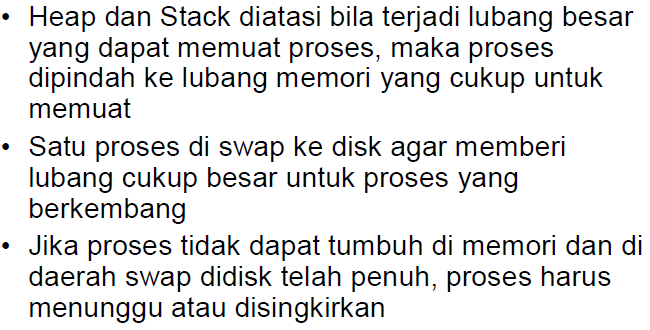 • Heap dan Stack diatasi bila terjadi lubang besar
yang dapat memuat proses, maka proses
dipindah ke lubang memori yang cukup untuk
memuat
• Satu proses di swap ke disk agar memberi
lubang cukup besar untuk proses yang
berkembang
• Jika proses tidak dapat tumbuh di memori dan di
daerah swap didisk telah penuh, proses harus
menunggu atau disingkirkan